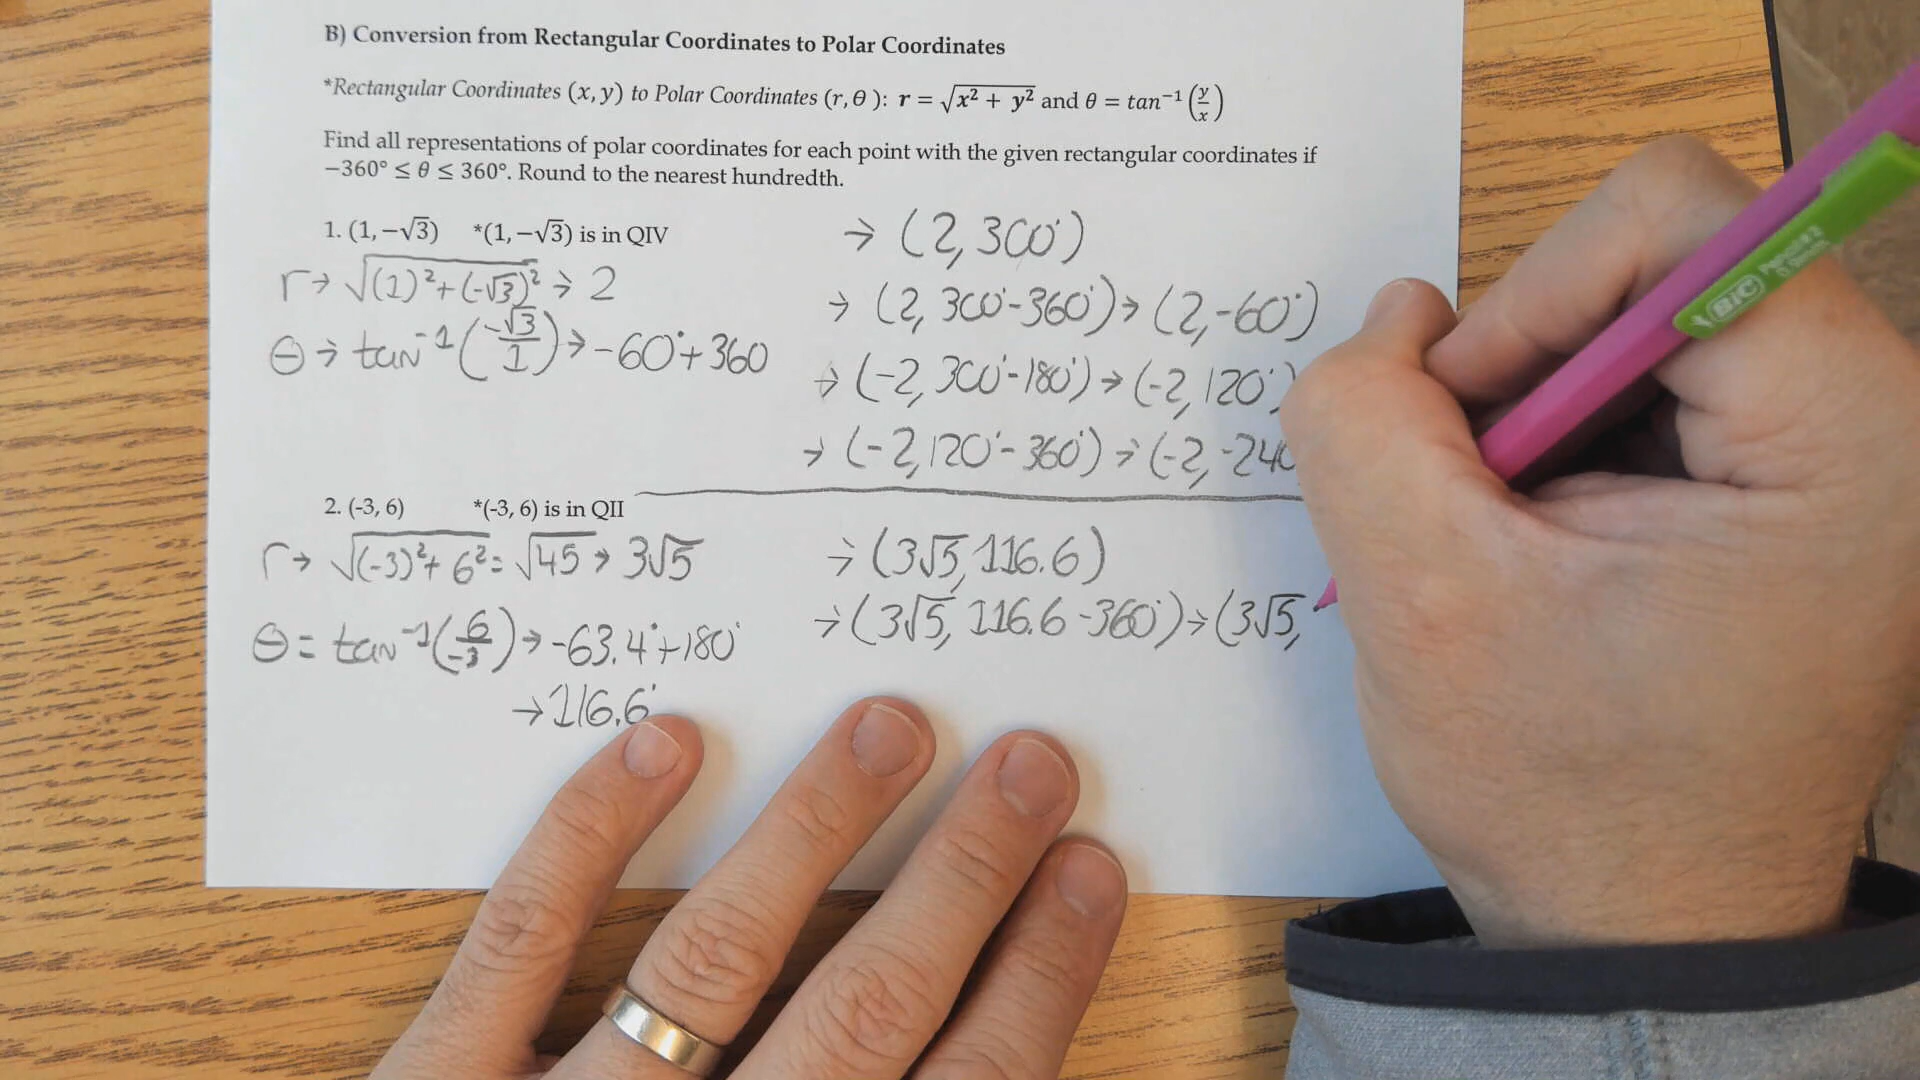 B) Conversion from Rectangular Coordinates to Polar Coordinates
*Rectangular Coordinates (x, y) to Polar Coordinates (r, θ ): r = √(x² + y²) and θ = tan⁻¹ (y/x)
Find all representations of polar coordinates for each point with the given rectangular coordinates if
−360° ≤ θ ≤ 360°. Round to the nearest hundredth.
1. (1, −√3) *(1, −√3) is in QIV
r → √((1)² + (-√3)²) → 2
θ → tan⁻¹(-√3/1) → -60° + 360
→ (2, 300°)
→ (2, 300° - 360°) → (2, -60°)
→ (-2, 300° - 180°) → (-2, 120°)
→ (-2, 120° - 360°) → (-2, -240
2. (-3, 6) *(-3, 6) is in QII
r → √((-3)² + 6²) = √45 → 3√5
θ = tan⁻¹(6/-3) → -63.4° + 180°
→ 116.6°
→ (3√5, 116.6)
→ (3√5, 116.6 - 360°) → (3√5,
BIC